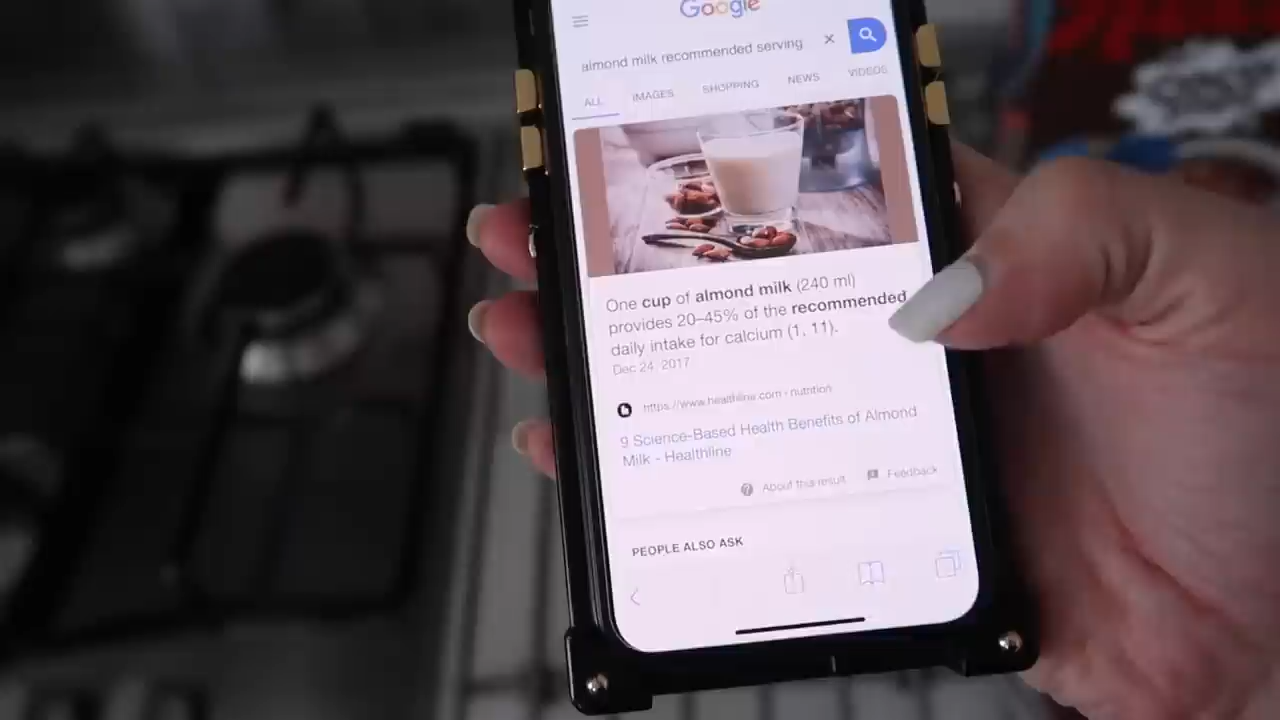 Google
almond milk recommended serving
ALL IMAGES SHOPPING NEWS VIDEOS
One cup of almond milk (240 ml)
provides 20–45% of the recommended
daily intake for calcium (1, 11).
Dec 24, 2017
https://www.healthline.com › nutrition
9 Science-Based Health Benefits of Almond
Milk - Healthline
About this result Feedback
PEOPLE ALSO ASK